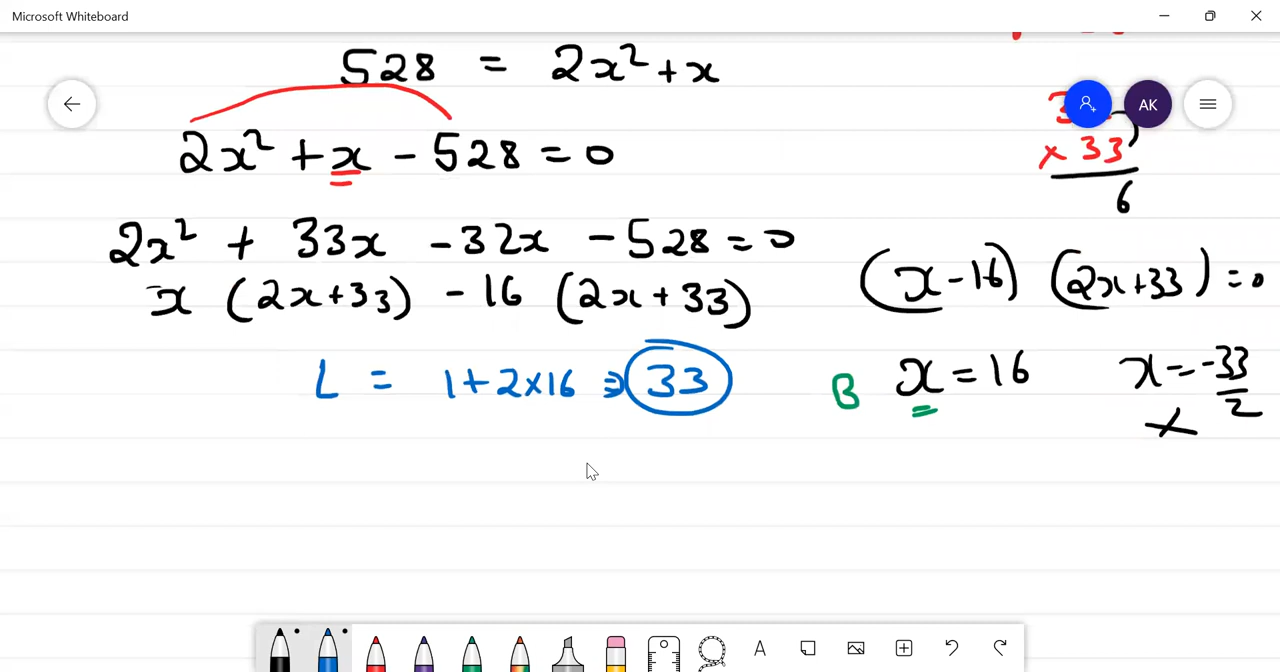 Microsoft Whiteboard
528 = 2x² + x
AK
2x² + x - 528 = 0
× 33
6
2x² + 33x - 32x - 528 = 0
x (2x+33) - 16 (2x + 33)
(x - 16) (2x+33) = 0
L = 1+2×16 ⇒ 33
B x = 16
x = -33/2
×
A